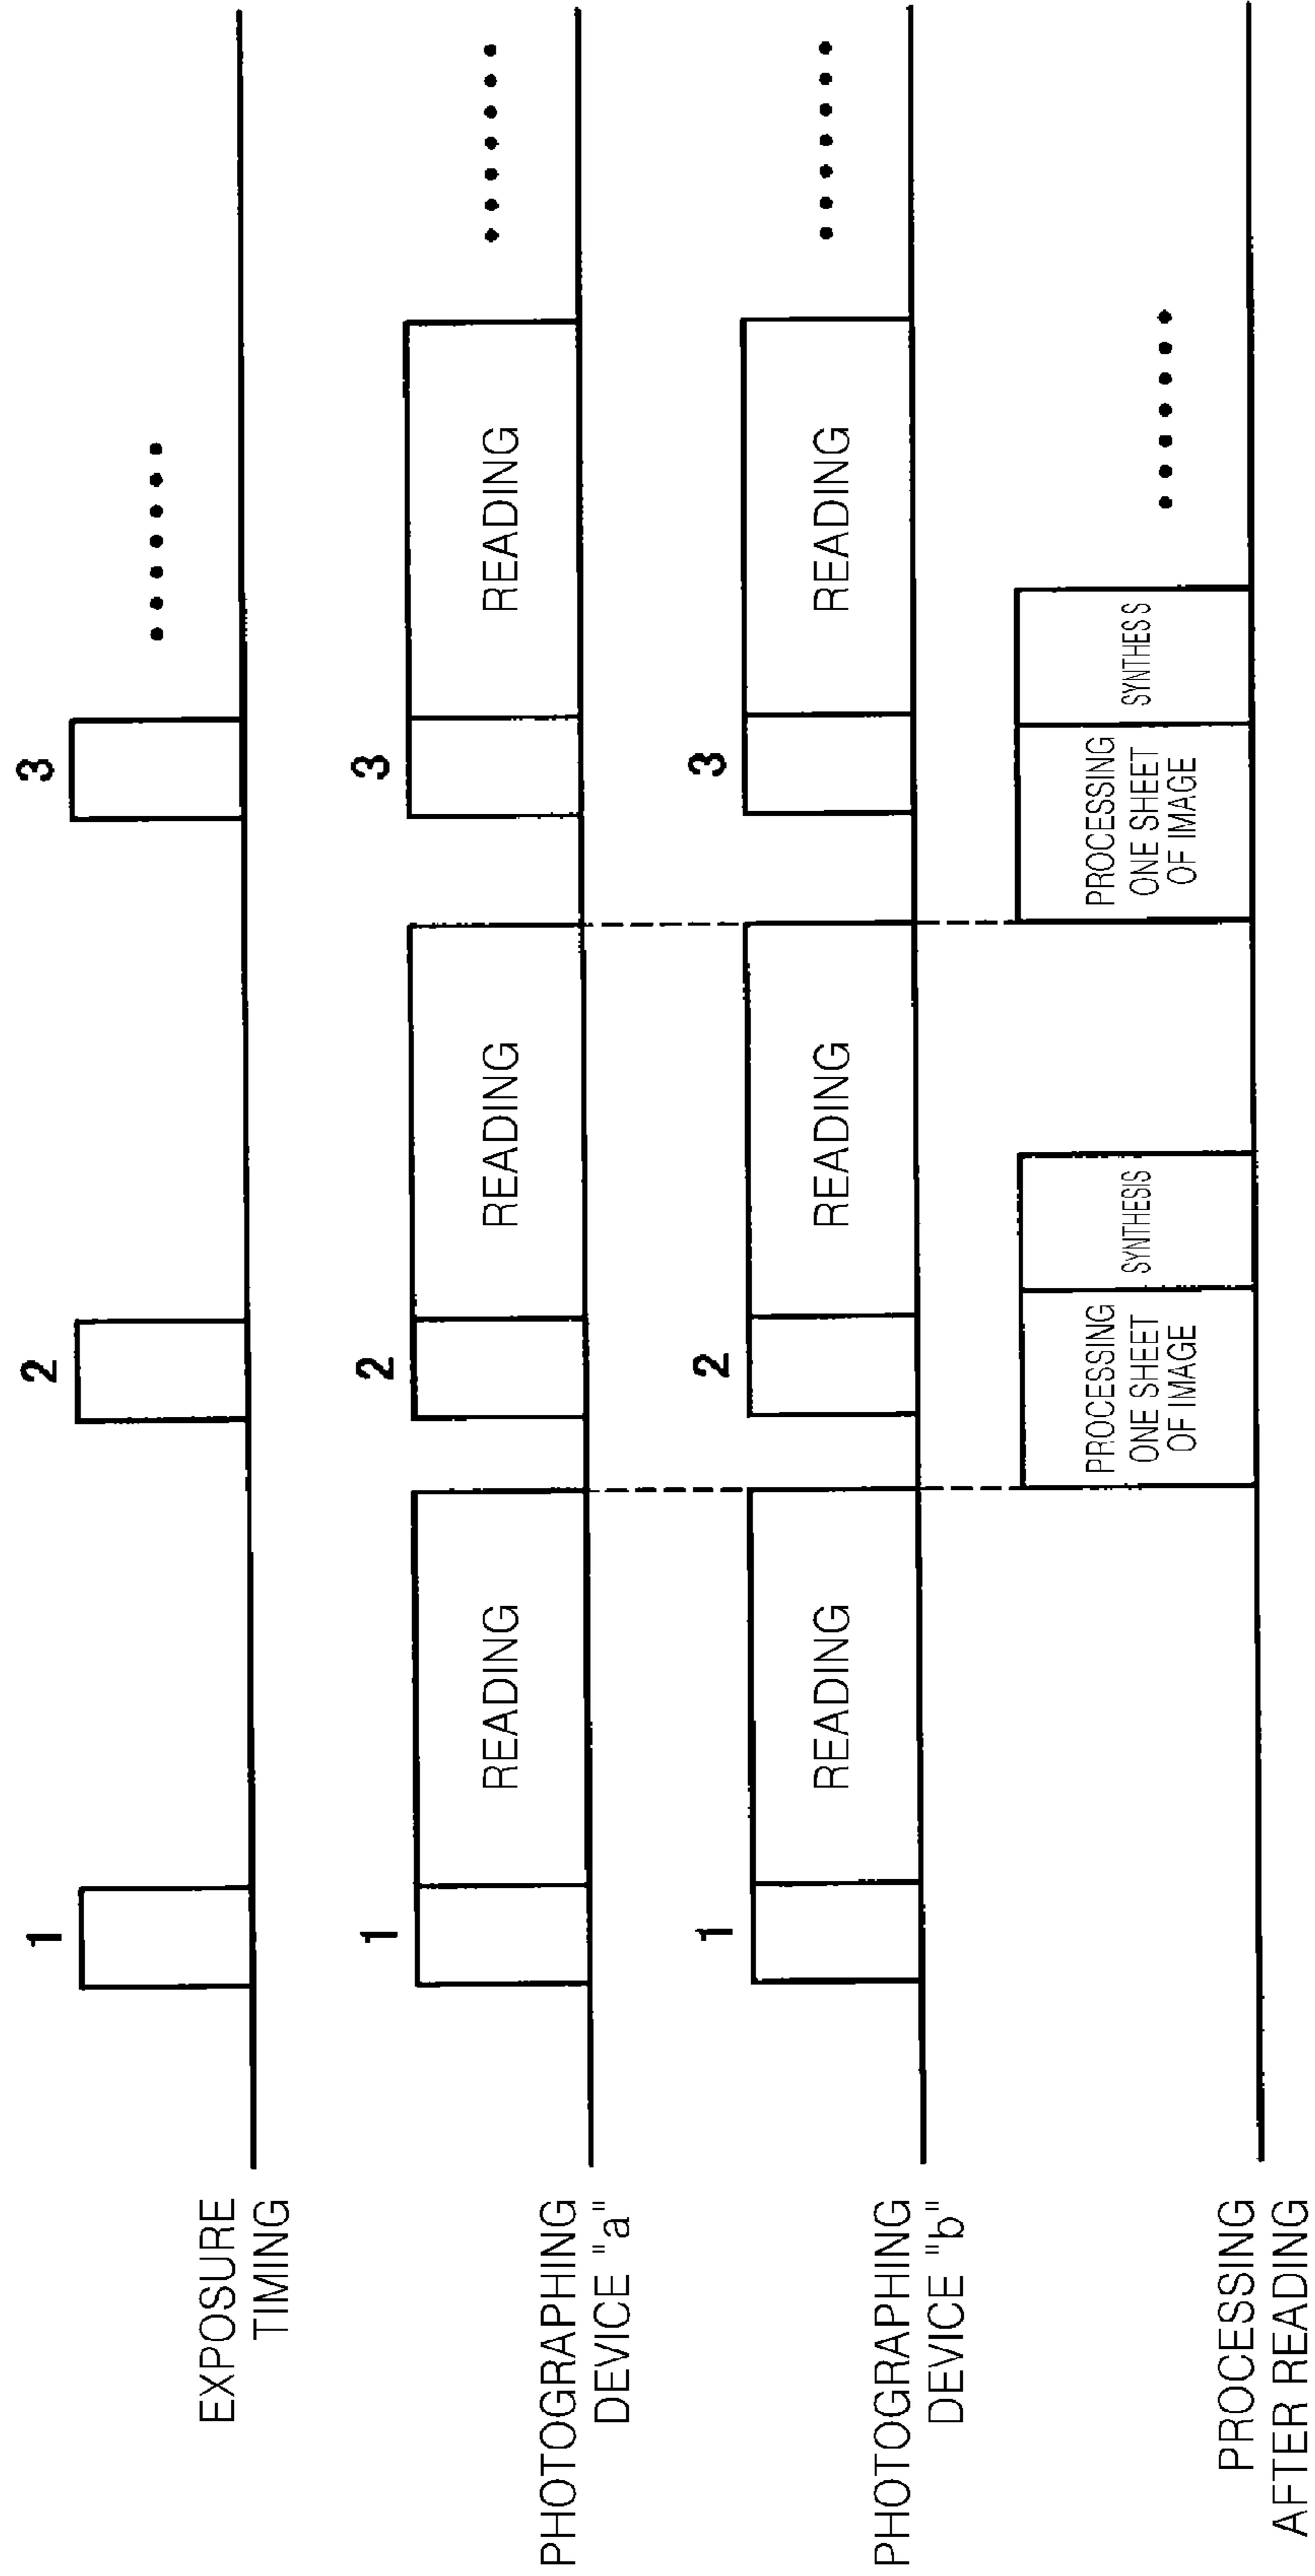 EXPOSURE
TIMING
1
2
3
PHOTOGRAPHING
DEVICE "a"
1
READING
2
READING
3
READING
PHOTOGRAPHING
DEVICE "b"
1
READING
2
READING
3
READING
PROCESSING
AFTER READING
PROCESSING
ONE SHEET
OF IMAGE
SYNTHESIS
PROCESSING
ONE SHEET
OF IMAGE
SYNTHESIS